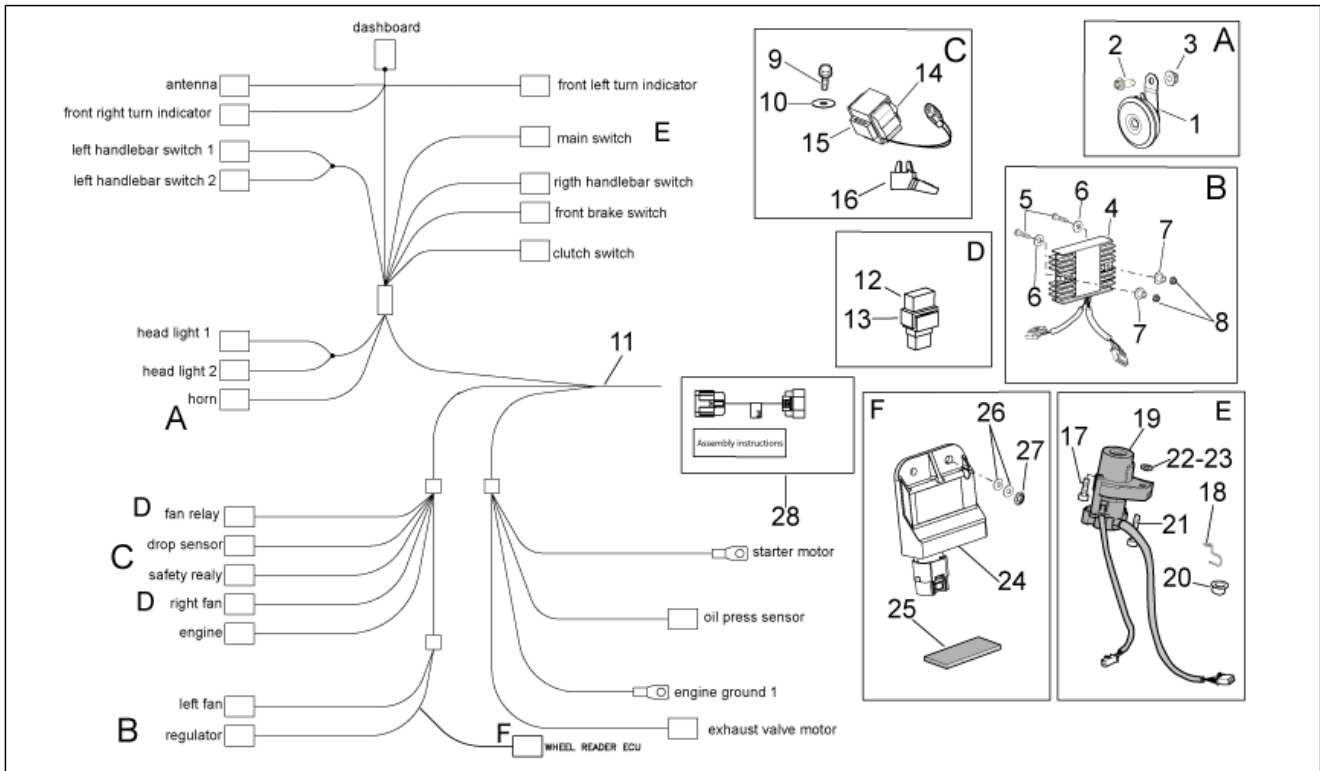 dashboard
antenna
front left turn indicator
front right turn indicator
main switch
E
left handlebar switch 1
left handlebar switch 2
rigth handlebar switch
front brake switch
clutch switch
head light 1
head light 2
horn
A
11
D
fan relay
drop sensor
C
safety realy
D
right fan
engine
starter motor
oil press sensor
engine ground 1
left fan
regulator
B
exhaust valve motor
F
WHEEL READER ECU
C
9
14
10
15
16
A
2
3
1
B
5
6
4
7
6
7
8
D
12
13
Assembly instructions
28
F
26
27
24
25
E
19
17
22-23
18
21
20